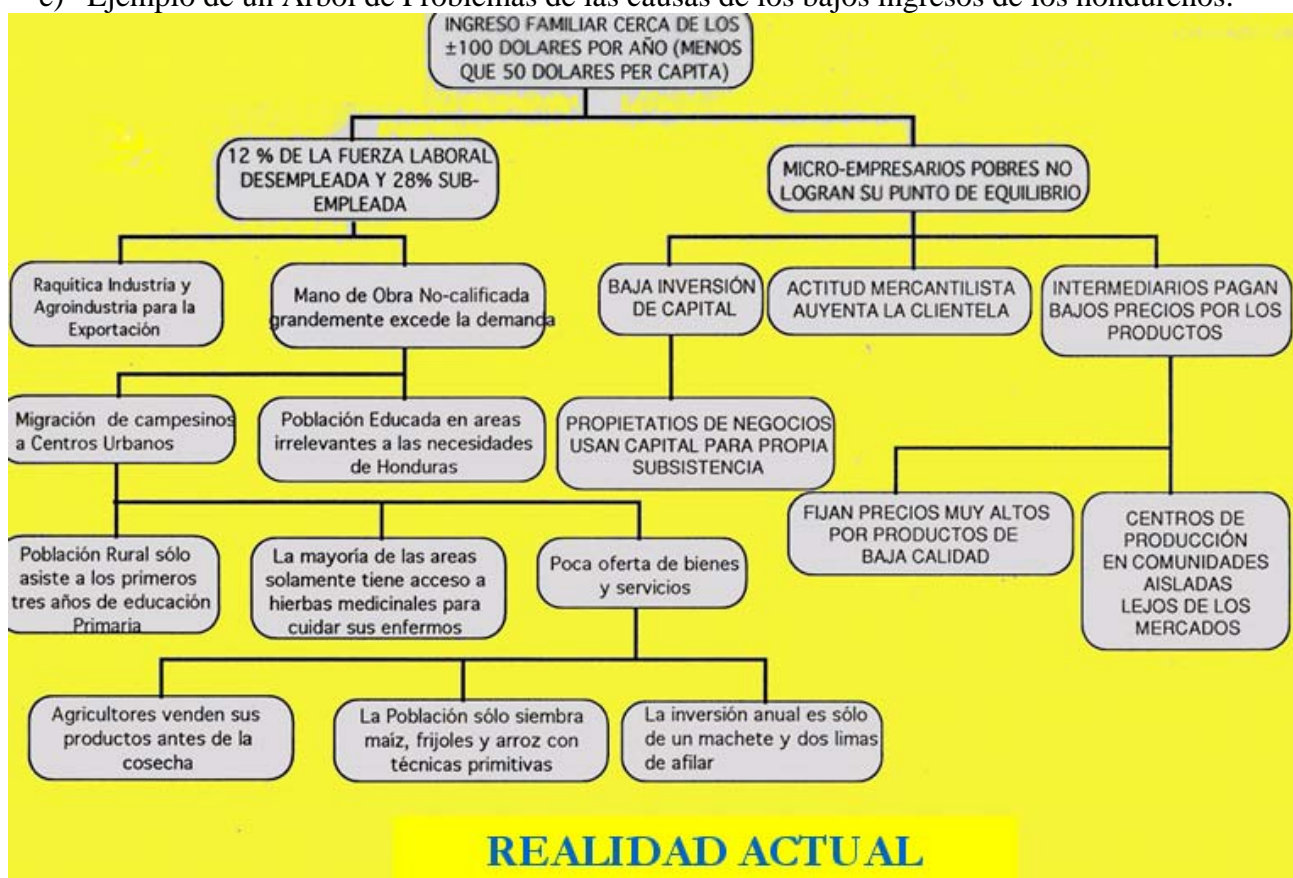 c) Ejemplo de un Árbol de Problemas de las causas de los bajos ingresos de los hondureños:
INGRESO FAMILIAR CERCA DE LOS
±100 DOLARES POR AÑO (MENOS
QUE 50 DOLARES PER CAPITA)
12 % DE LA FUERZA LABORAL
DESEMPLEADA Y 28% SUB-
EMPLEADA
MICRO-EMPRESARIOS POBRES NO
LOGRAN SU PUNTO DE EQUILIBRIO
Raquítica Industria y
Agroindustria para la
Exportación
Mano de Obra No-calificada
grandemente excede la demanda
BAJA INVERSIÓN
DE CAPITAL
ACTITUD MERCANTILISTA
AUYENTA LA CLIENTELA
INTERMEDIARIOS PAGAN
BAJOS PRECIOS POR LOS
PRODUCTOS
Migración de campesinos
a Centros Urbanos
Población Educada en areas
irrelevantes a las necesidades
de Honduras
PROPIETATIOS DE NEGOCIOS
USAN CAPITAL PARA PROPIA
SUBSISTENCIA
FIJAN PRECIOS MUY ALTOS
POR PRODUCTOS DE
BAJA CALIDAD
CENTROS DE
PRODUCCIÓN
EN COMUNIDADES
AISLADAS
LEJOS DE LOS
MERCADOS
Población Rural sólo
asiste a los primeros
tres años de educación
Primaria
La mayoría de las areas
solamente tiene acceso a
hierbas medicinales para
cuidar sus enfermos
Poca oferta de bienes
y servicios
Agricultores venden sus
productos antes de la
cosecha
La Población sólo siembra
maíz, frijoles y arroz con
técnicas primitivas
La inversión anual es sólo
de un machete y dos limas
de afilar
REALIDAD ACTUAL